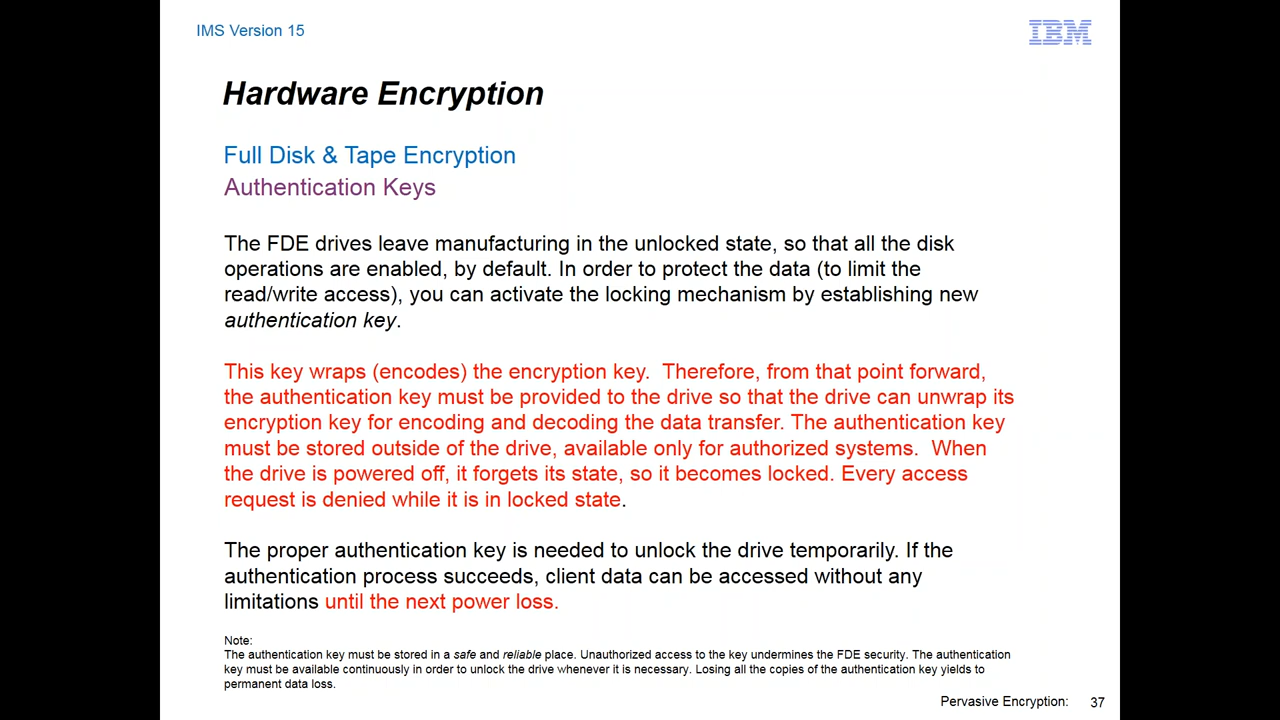 IMS Version 15
IBM
Hardware Encryption
Full Disk & Tape Encryption
Authentication Keys
The FDE drives leave manufacturing in the unlocked state, so that all the disk
operations are enabled, by default. In order to protect the data (to limit the
read/write access), you can activate the locking mechanism by establishing new
authentication key.
This key wraps (encodes) the encryption key.  Therefore, from that point forward,
the authentication key must be provided to the drive so that the drive can unwrap its
encryption key for encoding and decoding the data transfer. The authentication key
must be stored outside of the drive, available only for authorized systems.  When
the drive is powered off, it forgets its state, so it becomes locked. Every access
request is denied while it is in locked state.
The proper authentication key is needed to unlock the drive temporarily. If the
authentication process succeeds, client data can be accessed without any
limitations until the next power loss.
Note:
The authentication key must be stored in a safe and reliable place. Unauthorized access to the key undermines the FDE security. The authentication
key must be available continuously in order to unlock the drive whenever it is necessary. Losing all the copies of the authentication key yields to
permanent data loss.
Pervasive Encryption: 37